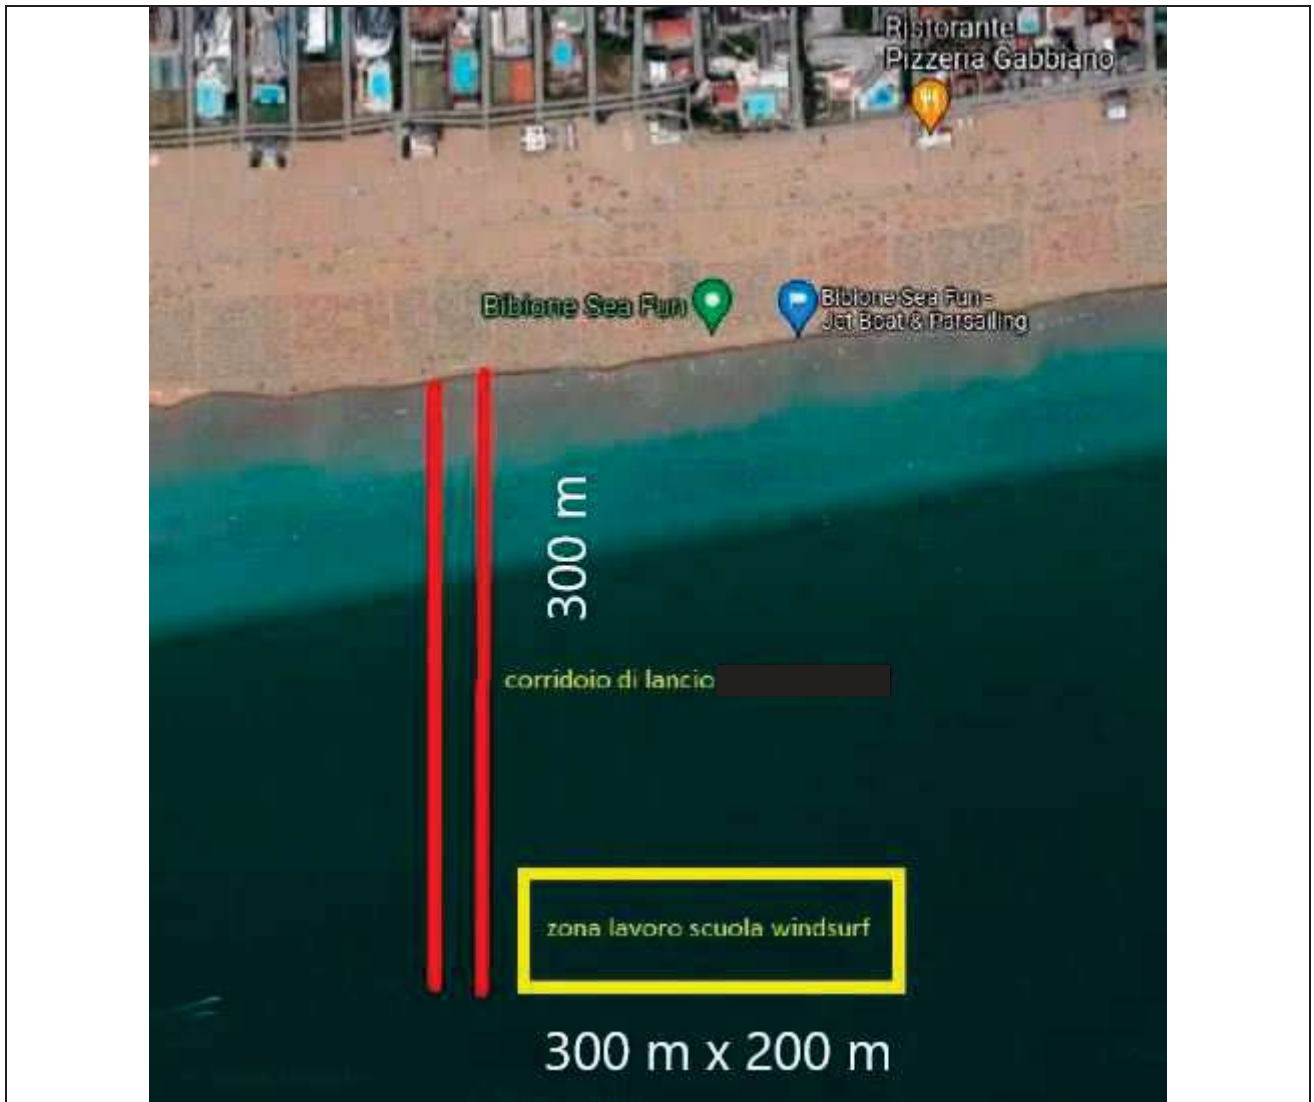 Ristorante
Pizzeria Gabbiano
Bibione Sea Fun
Bibione Sea Fun -
Jet Boat & Parsailing
300 m
corridoio di lancio
zona lavoro scuola windsurf
300 m x 200 m